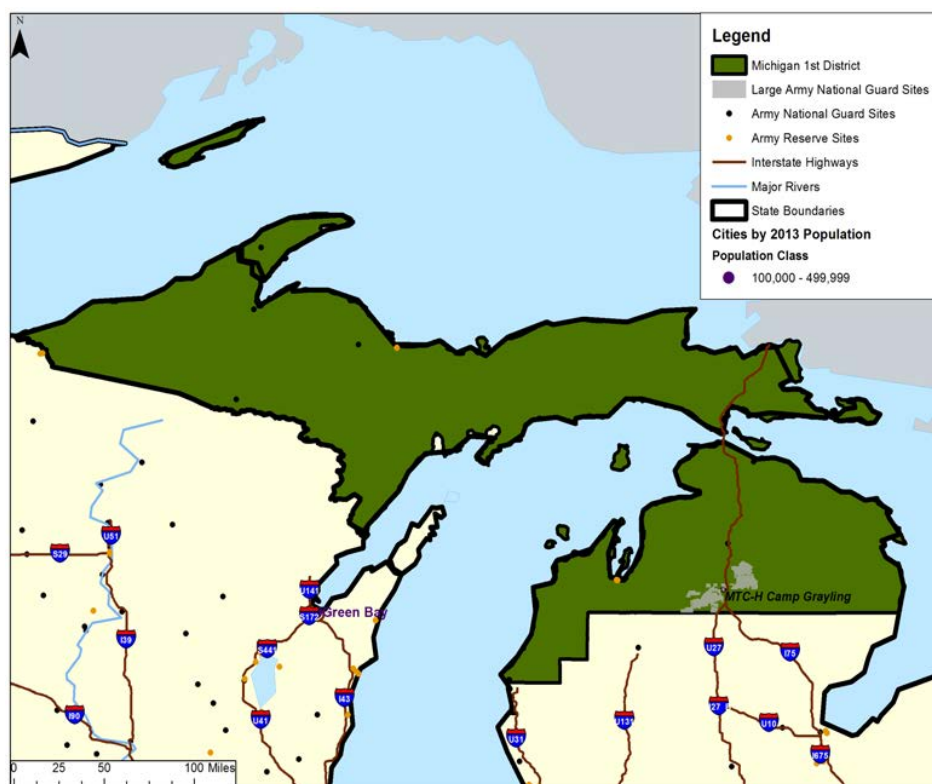 N
Legend
Michigan 1st District
Large Army National Guard Sites
Army National Guard Sites
Army Reserve Sites
Interstate Highways
Major Rivers
State Boundaries
Cities by 2013 Population
Population Class
100,000 - 499,999
U51
S29
U141
S172
Green Bay
MTC-H Camp Grayling
I39
S441
U27
I75
I43
I90
U41
U31
U131
U10
I675
0 25 50 100 Miles